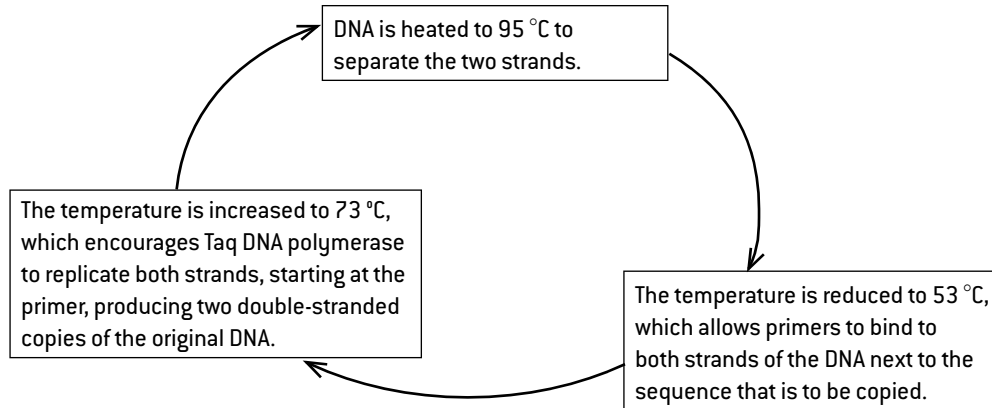 DNA is heated to 95 °C to
separate the two strands.
The temperature is reduced to 53 °C,
which allows primers to bind to
both strands of the DNA next to the
sequence that is to be copied.
The temperature is increased to 73 ºC,
which encourages Taq DNA polymerase
to replicate both strands, starting at the
primer, producing two double-stranded
copies of the original DNA.